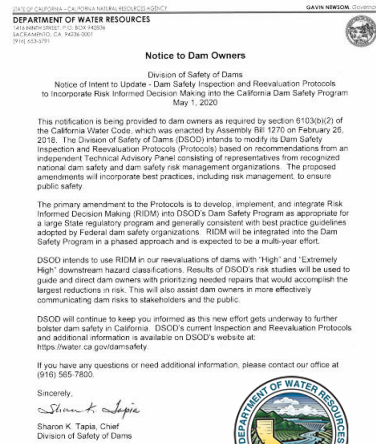 STATE OF CALIFORNIA – CALIFORNIA NATURAL RESOURCES AGENCY
GAVIN NEWSOM, Governor
DEPARTMENT OF WATER RESOURCES
1416 NINTH STREET, P.O. BOX 942836
SACRAMENTO, CA 94236-0001
(916) 653-5791
Notice to Dam Owners
Division of Safety of Dams
Notice of Intent to Update - Dam Safety Inspection and Reevaluation Protocols
to Incorporate Risk Informed Decision Making into the California Dam Safety Program
May 1, 2020
This notification is being provided to dam owners as required by section 6103(b)(2) of
the California Water Code, which was enacted by Assembly Bill 1270 on February 26,
2018. The Division of Safety of Dams (DSOD) intends to modify its Dam Safety
Inspection and Reevaluation Protocols (Protocols) based on recommendations from an
independent Technical Advisory Panel consisting of representatives from recognized
national dam safety and dam safety risk management organizations. The proposed
amendments will incorporate best practices, including risk management, to ensure
public safety.
The primary amendment to the Protocols is to develop, implement, and integrate Risk
Informed Decision Making (RIDM) into DSOD's Dam Safety Program as appropriate for
a large State regulatory program and generally consistent with best practice guidelines
adopted by Federal dam safety organizations. RIDM will be integrated into the Dam
Safety Program in a phased approach and is expected to be a multi-year effort.
DSOD intends to use RIDM in our reevaluations of dams with "High" and "Extremely
High" downstream hazard classifications. Results of DSOD's risk studies will be used to
guide and direct dam owners with prioritizing needed repairs that would accomplish the
largest reductions in risk. This will also assist dam owners in more effectively
communicating dam risks to stakeholders and the public.
DSOD will continue to keep you informed as this new effort gets underway to further
bolster dam safety in California. DSOD's current Inspection and Reevaluation Protocols
and additional information is available on DSOD's website at:
https://water.ca.gov/damsafety.
If you have any questions or need additional information, please contact our office at
(916) 565-7800.
Sincerely,
Sharon K. Tapia
Sharon K. Tapia, Chief
Division of Safety of Dams
DEPARTMENT OF WATER RESOURCES